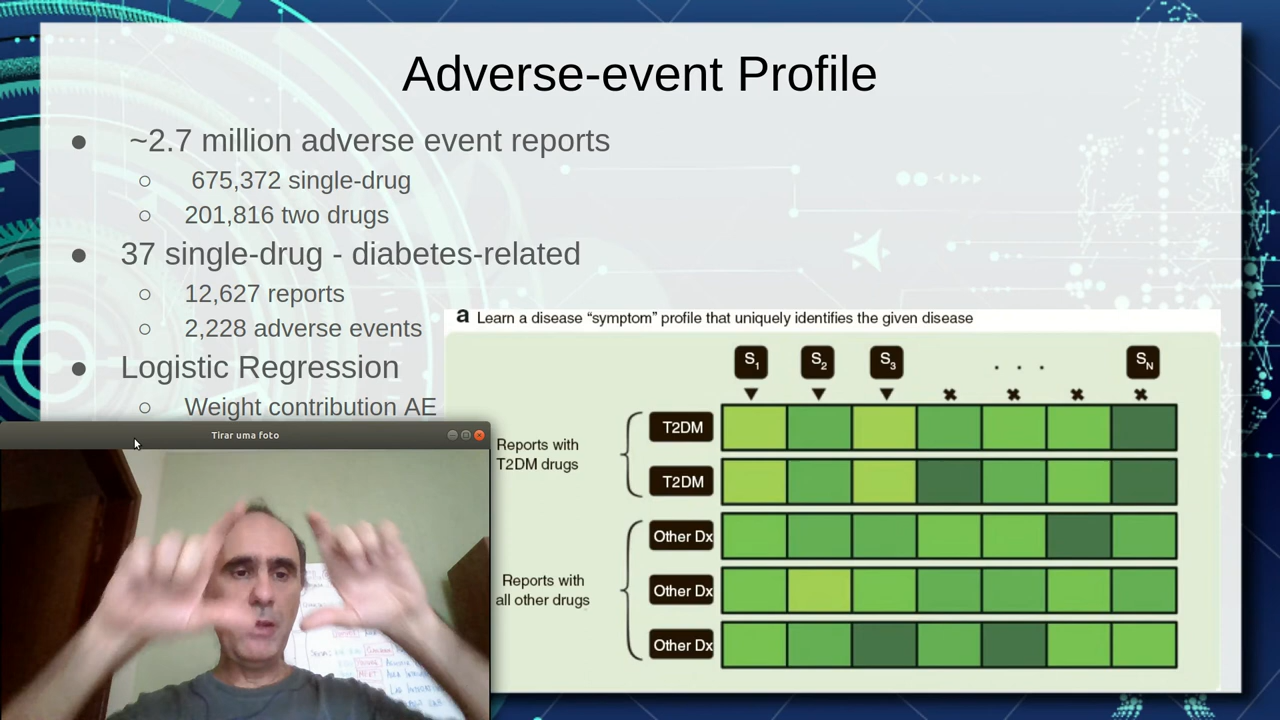 Adverse-event Profile
● ~2.7 million adverse event reports
○ 675,372 single-drug
○ 201,816 two drugs
● 37 single-drug - diabetes-related
○ 12,627 reports
○ 2,228 adverse events
● Logistic Regression
○ Weight contribution AE
a Learn a disease “symptom” profile that uniquely identifies the given disease
S1 S2 S3 . . . SN
Reports with
T2DM drugs
T2DM
T2DM
Reports with
all other drugs
Other Dx
Other Dx
Other Dx
Tirar uma foto